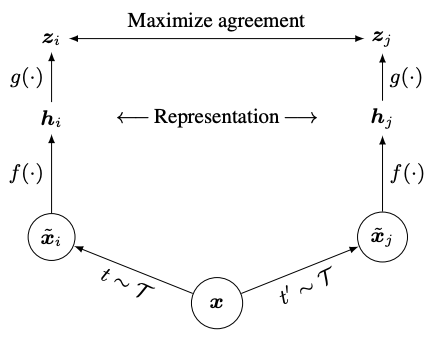 Maximize agreement
z_i z_j
g(·) g(·)
h_i ⟵ Representation ⟶ h_j
f(·) f(·)
x̃_i x̃_j
t ∼ 𝒯 t' ∼ 𝒯
x